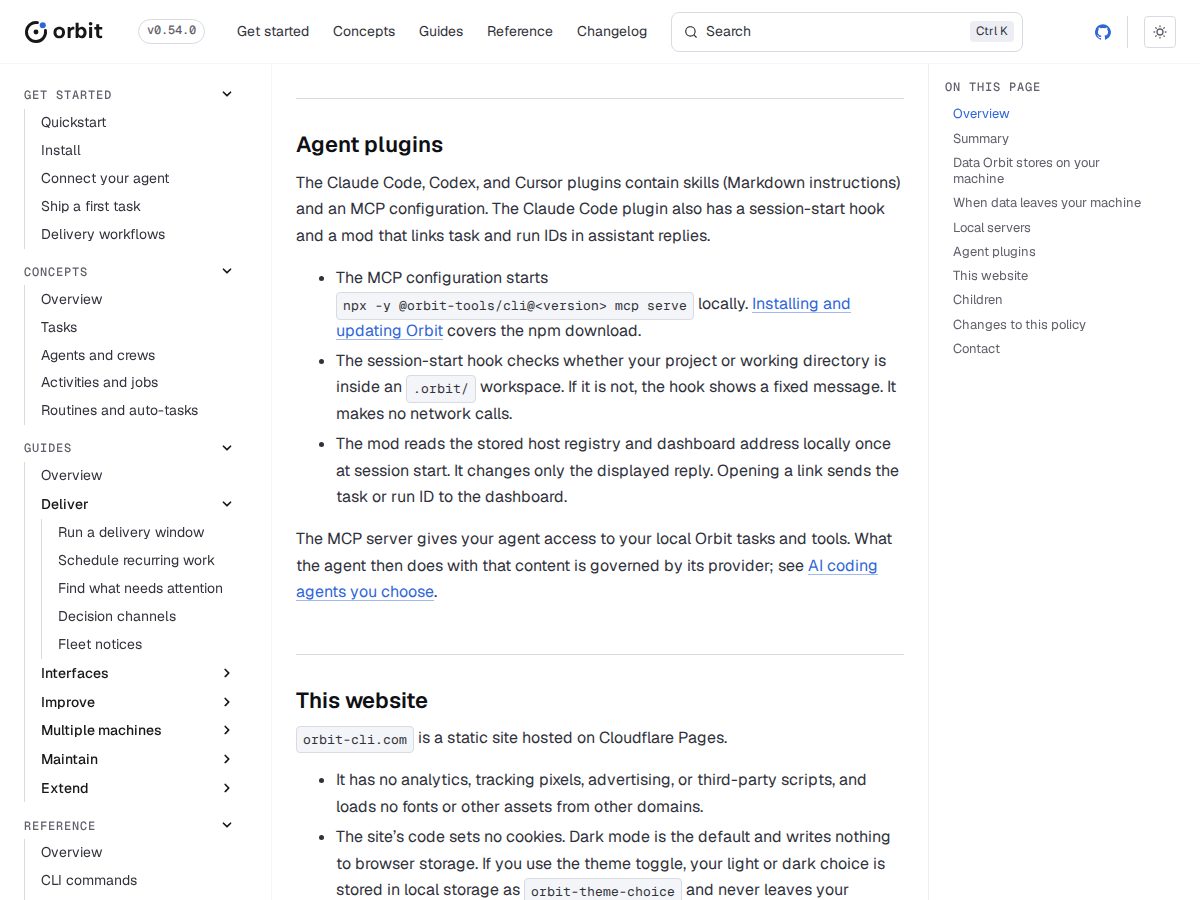 orbit
v0.54.0
Get started
Concepts
Guides
Reference
Changelog
Search
Ctrl K
GET STARTED
Quickstart
Install
Connect your agent
Ship a first task
Delivery workflows
CONCEPTS
Overview
Tasks
Agents and crews
Activities and jobs
Routines and auto-tasks
GUIDES
Overview
Deliver
Run a delivery window
Schedule recurring work
Find what needs attention
Decision channels
Fleet notices
Interfaces
Improve
Multiple machines
Maintain
Extend
REFERENCE
Overview
CLI commands
Agent plugins
The Claude Code, Codex, and Cursor plugins contain skills (Markdown instructions)
and an MCP configuration. The Claude Code plugin also has a session-start hook
and a mod that links task and run IDs in assistant replies.
The MCP configuration starts
npx -y @orbit-tools/cli@<version> mcp serve locally. Installing and
updating Orbit covers the npm download.
The session-start hook checks whether your project or working directory is
inside an .orbit/ workspace. If it is not, the hook shows a fixed message. It
makes no network calls.
The mod reads the stored host registry and dashboard address locally once
at session start. It changes only the displayed reply. Opening a link sends the
task or run ID to the dashboard.
The MCP server gives your agent access to your local Orbit tasks and tools. What
the agent then does with that content is governed by its provider; see AI coding
agents you choose.
This website
orbit-cli.com is a static site hosted on Cloudflare Pages.
It has no analytics, tracking pixels, advertising, or third-party scripts, and
loads no fonts or other assets from other domains.
The site’s code sets no cookies. Dark mode is the default and writes nothing
to browser storage. If you use the theme toggle, your light or dark choice is
stored in local storage as orbit-theme-choice and never leaves your
ON THIS PAGE
Overview
Summary
Data Orbit stores on your
machine
When data leaves your machine
Local servers
Agent plugins
This website
Children
Changes to this policy
Contact